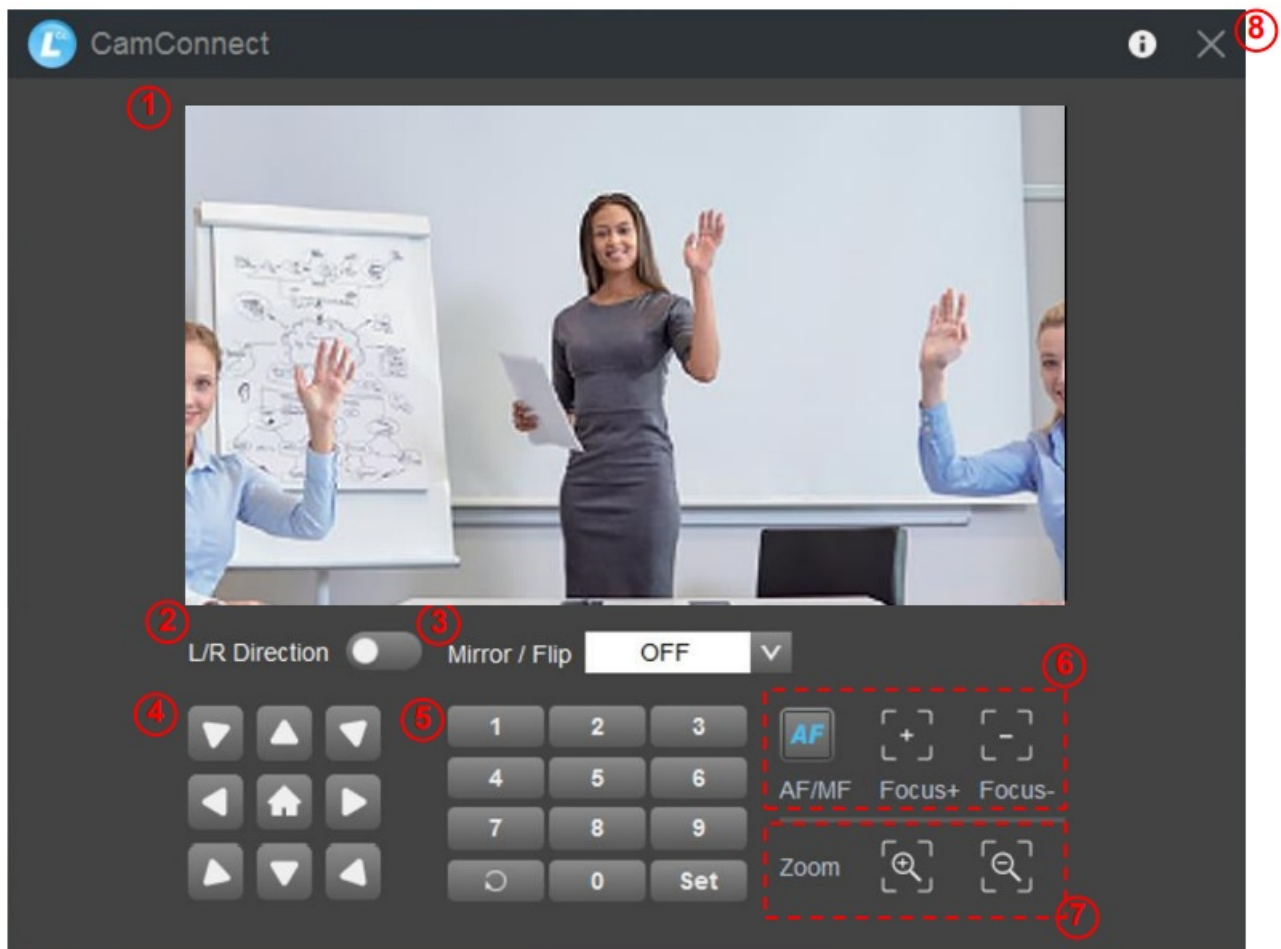 CamConnect
8
1
2
L/R Direction
3
Mirror / Flip OFF
4
5
1 2 3
4 5 6
7 8 9
0 Set
6
AF
AF/MF Focus+ Focus-
Zoom
7